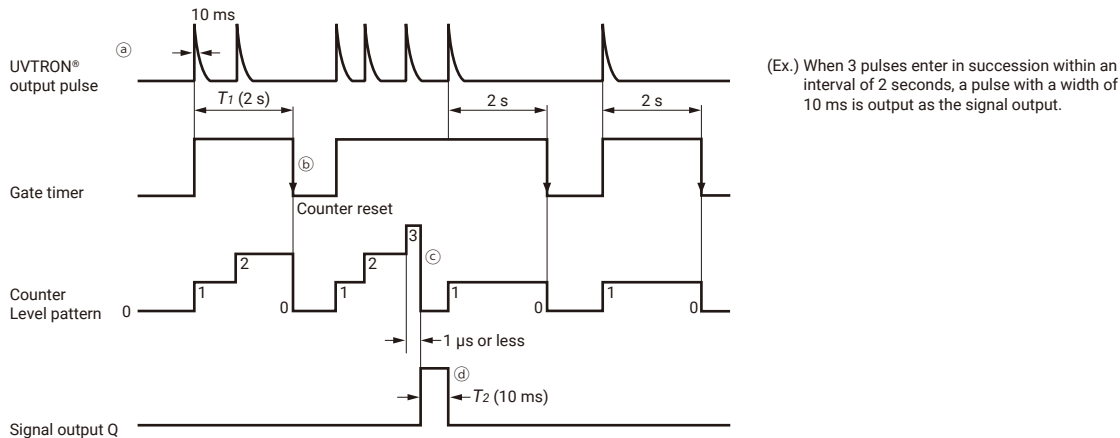 10 ms
ⓐ
UVTRON®
output pulse
(Ex.) When 3 pulses enter in succession within an
interval of 2 seconds, a pulse with a width of
10 ms is output as the signal output.
T1 (2 s)
2 s
2 s
ⓑ
Gate timer
Counter reset
3
2
2
ⓒ
1
1
1
1
Counter
Level pattern
0
0
0
0
1 µs or less
ⓓ
T2 (10 ms)
Signal output Q